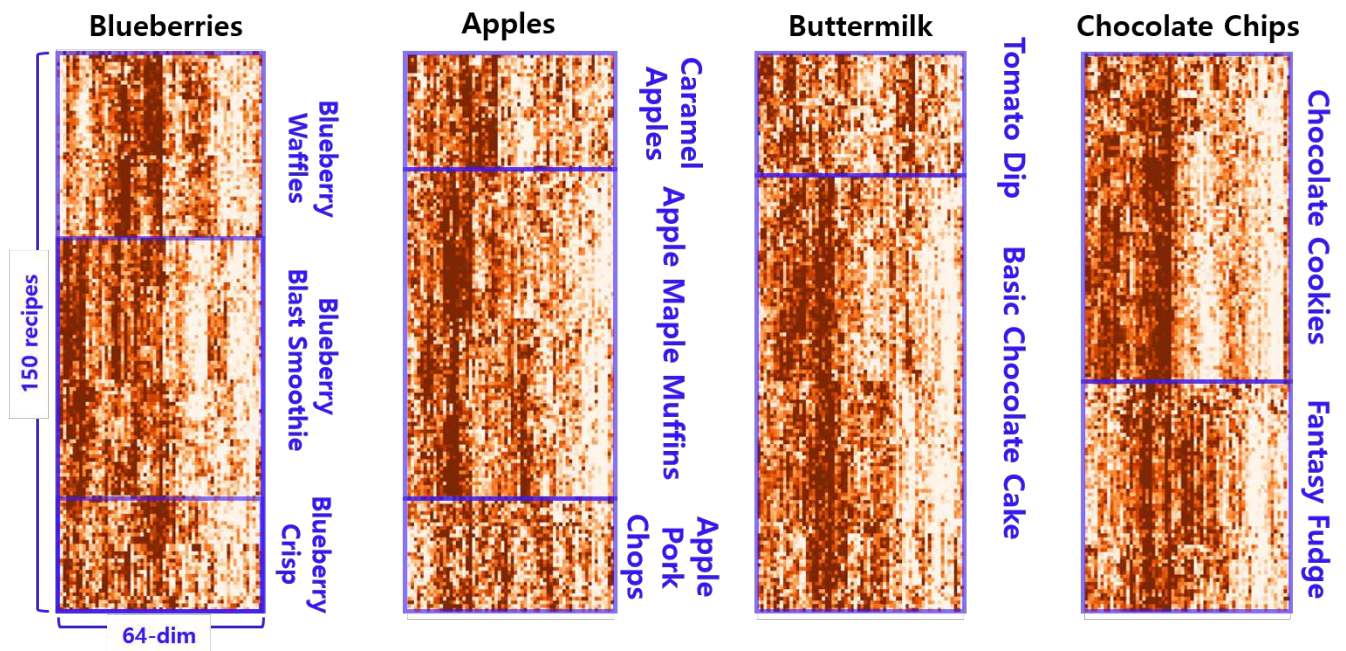 Blueberries
Apples
Buttermilk
Chocolate Chips
150 recipes
64-dim
Blueberry
Waffles
Blueberry
Blast Smoothie
Blueberry
Crisp
Caramel
Apples
Apple Maple Muffins
Apple
Pork
Chops
Tomato Dip
Basic Chocolate Cake
Chocolate Cookies
Fantasy Fudge